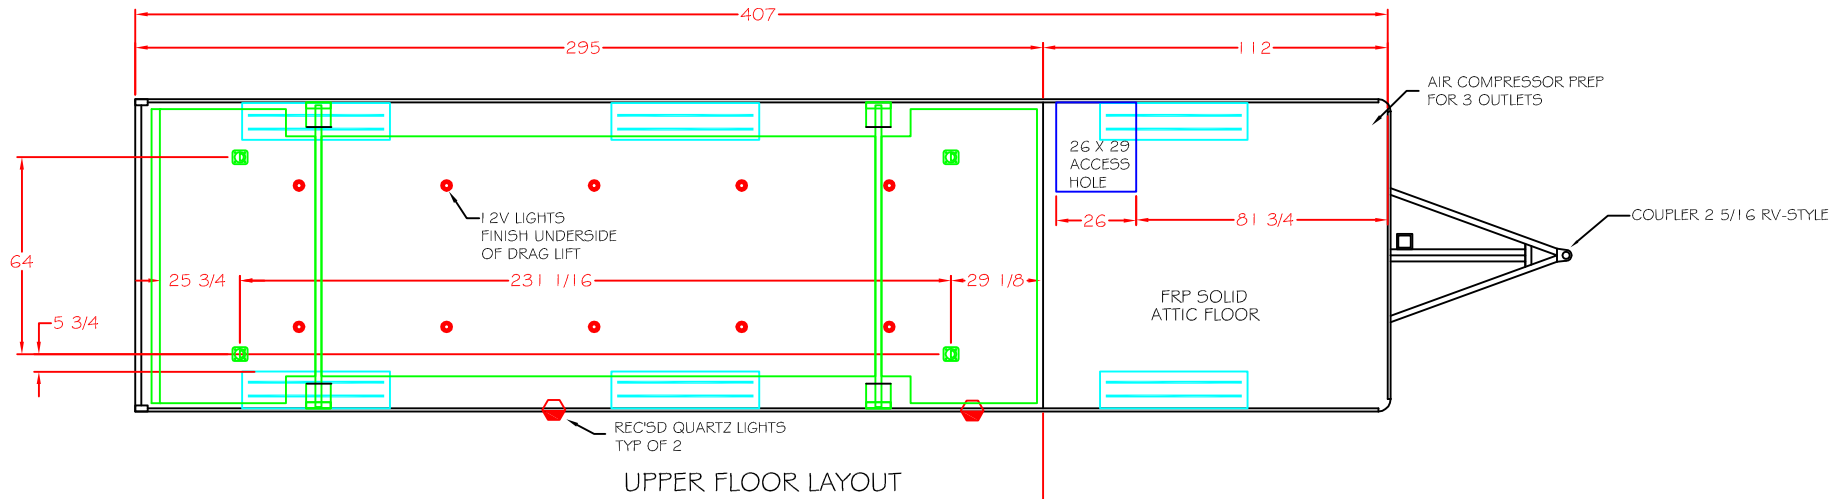 407
295
112
AIR COMPRESSOR PREP
FOR 3 OUTLETS
26 X 29
ACCESS
HOLE
12V LIGHTS
FINISH UNDERSIDE
OF DRAG LIFT
26
81 3/4
COUPLER 2 5/16 RV-STYLE
64
25 3/4
231 1/16
29 1/8
FRP SOLID
ATTIC FLOOR
5 3/4
REC'SD QUARTZ LIGHTS
TYP OF 2
UPPER FLOOR LAYOUT